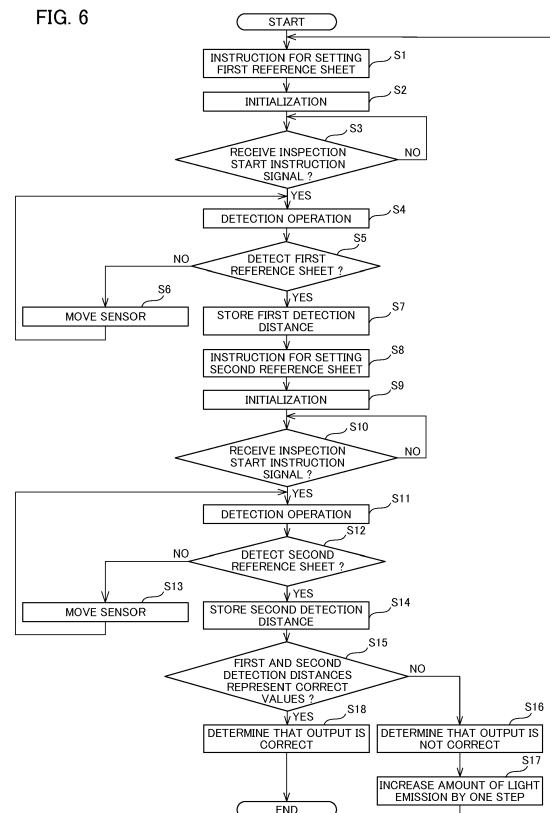 FIG. 6
START
S1
INSTRUCTION FOR SETTING
FIRST REFERENCE SHEET
S2
INITIALIZATION
S3
RECEIVE INSPECTION
START INSTRUCTION
SIGNAL ?
NO
YES
S4
DETECTION OPERATION
S5
DETECT FIRST
REFERENCE SHEET ?
NO
S6
MOVE SENSOR
YES
S7
STORE FIRST DETECTION
DISTANCE
S8
INSTRUCTION FOR SETTING
SECOND REFERENCE SHEET
S9
INITIALIZATION
S10
RECEIVE INSPECTION
START INSTRUCTION
SIGNAL ?
NO
YES
S11
DETECTION OPERATION
S12
DETECT SECOND
REFERENCE SHEET ?
NO
S13
MOVE SENSOR
YES
S14
STORE SECOND DETECTION
DISTANCE
S15
FIRST AND SECOND
DETECTION DISTANCES
REPRESENT CORRECT
VALUES ?
NO
YES
S18
DETERMINE THAT OUTPUT IS
CORRECT
S16
DETERMINE THAT OUTPUT IS
NOT CORRECT
S17
INCREASE AMOUNT OF LIGHT
EMISSION BY ONE STEP
END